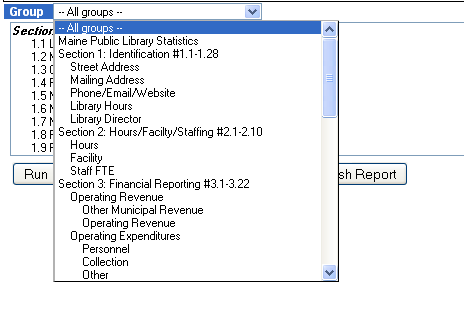 Group -- All groups --
-- All groups --
Maine Public Library Statistics
Section 1: Identification #1.1-1.28
Street Address
Mailing Address
Phone/Email/Website
Library Hours
Library Director
Section 2: Hours/Facilty/Staffing #2.1-2.10
Hours
Facility
Staff FTE
Section 3: Financial Reporting #3.1-3.22
Operating Revenue
Other Municipal Revenue
Operating Revenue
Operating Expenditures
Personnel
Collection
Other
Section
1.1
1.2
1.3
1.4
1.5
1.6
1.7
1.8
1.9
Run
sh Report